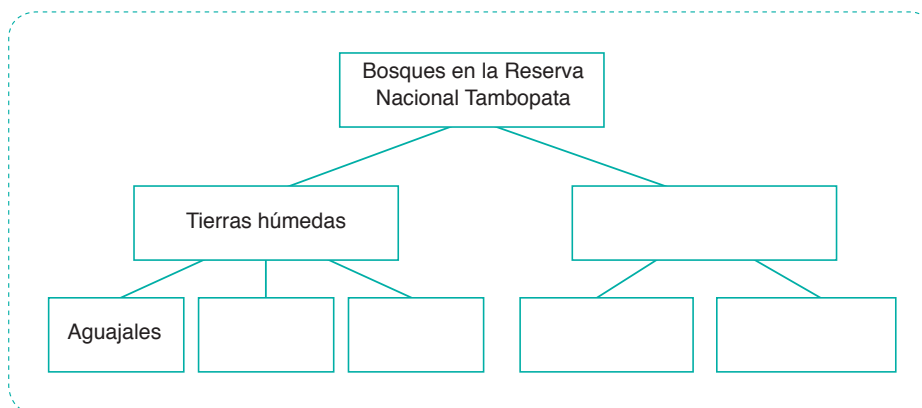 Bosques en la Reserva
Nacional Tambopata
Tierras húmedas
Aguajales